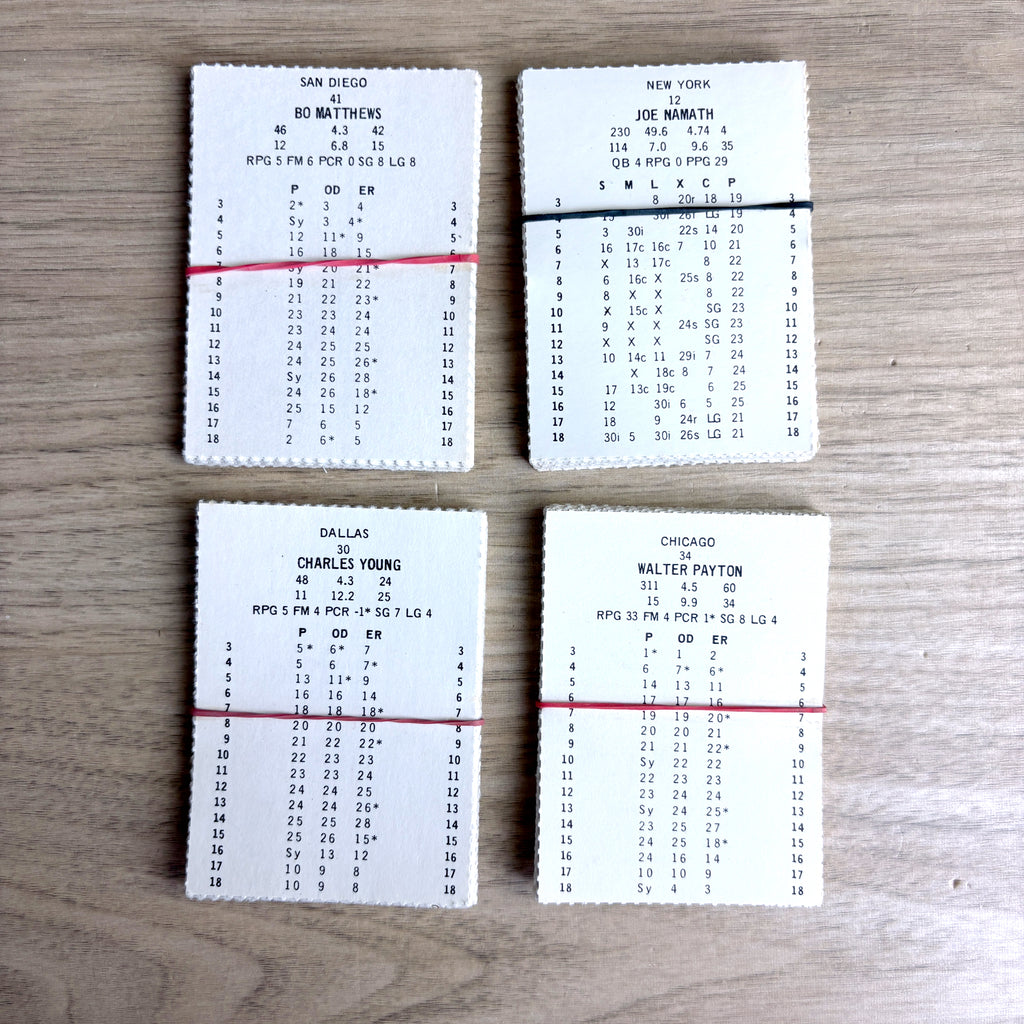 SAN DIEGO
41
BO MATTHEWS
46 4.3 42
12 6.8 15
RPG 5 FM 6 PCR 0 SG 8 LG 8
P OD ER
3 2* 3 4 3
4 Sy 3 4* 4
5 12 11* 9 5
6 16 18 15 6
7 Sy 20 21* 7
8 19 21 22 8
9 21 22 23* 9
10 23 23 24 10
11 23 24 24 11
12 24 25 25 12
13 24 25 26* 13
14 Sy 26 28 14
15 24 26 18* 15
16 25 15 12 16
17 7 6 5 17
18 2 6* 5 18
NEW YORK
12
JOE NAMATH
230 49.6 4.74 4
114 7.0 9.6 35
QB 4 RPG 0 PPG 29
S M L X C P
3 8 20r 18 19 3
4 15 30i 26r LG 19 4
5 3 30i 22s 14 20 5
6 16 17c 16c 7 10 21 6
7 X 13 17c 8 22 7
8 6 16c X 25s 8 22 8
9 8 X X 8 22 9
10 X 15c X SG 23 10
11 9 X X 24s SG 23 11
12 X X X SG 23 12
13 10 14c 11 29i 7 24 13
14 X 18c 8 7 24 14
15 17 13c 19c 6 25 15
16 12 30i 6 5 25 16
17 18 9 24r LG 21 17
18 30i 5 30i 26s LG 21 18
DALLAS
30
CHARLES YOUNG
48 4.3 24
11 12.2 25
RPG 5 FM 4 PCR -1* SG 7 LG 4
P OD ER
3 5* 6* 7 3
4 5 6 7* 4
5 13 11* 9 5
6 16 16 14 6
7 18 18 18* 7
8 20 20 20 8
9 21 22 22* 9
10 22 23 23 10
11 23 23 24 11
12 24 24 25 12
13 24 24 26* 13
14 25 25 28 14
15 25 26 15* 15
16 Sy 13 12 16
17 10 9 8 17
18 10 9 8 18
CHICAGO
34
WALTER PAYTON
311 4.5 60
15 9.9 34
RPG 33 FM 4 PCR 1* SG 8 LG 4
P OD ER
3 1* 1 2 3
4 6 7* 6* 4
5 14 13 11 5
6 17 17 16 6
7 19 19 20* 7
8 20 20 21 8
9 21 21 22* 9
10 Sy 22 22 10
11 22 23 23 11
12 23 24 24 12
13 Sy 24 25* 13
14 23 25 27 14
15 24 25 18* 15
16 24 16 14 16
17 10 10 9 17
18 Sy 4 3 18